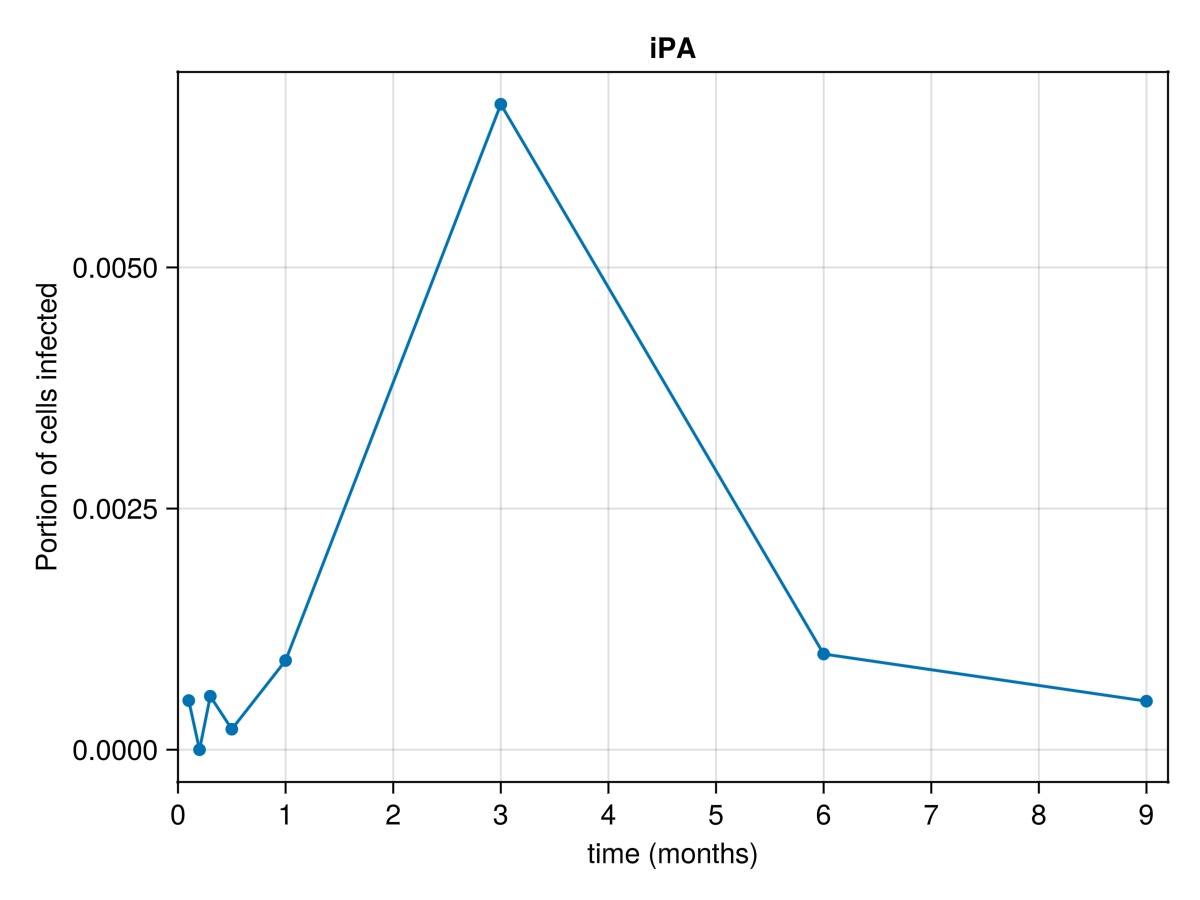 iPA
Portion of cells infected
0.0050
0.0025
0.0000
0 1 2 3 4 5 6 7 8 9
time (months)